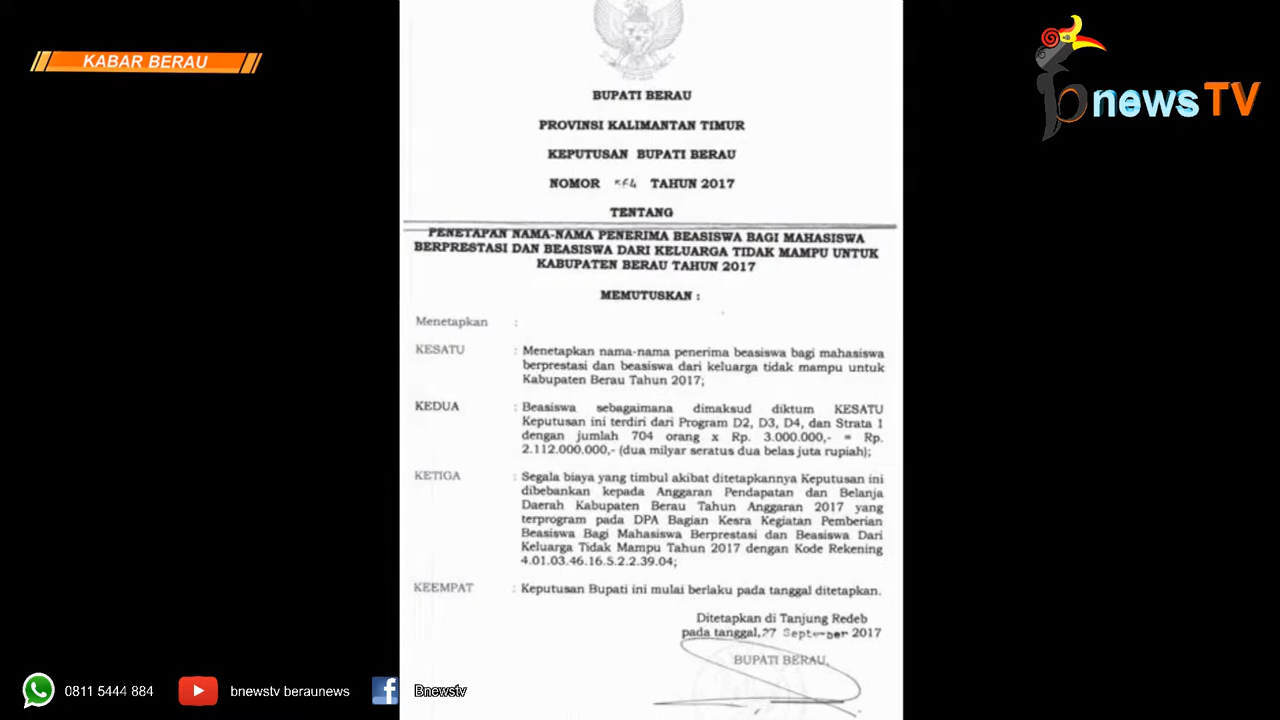 KABAR BERAU
bnews TV
BUPATI BERAU
PROVINSI KALIMANTAN TIMUR
KEPUTUSAN BUPATI BERAU
NOMOR 564 TAHUN 2017
TENTANG
PENETAPAN NAMA-NAMA PENERIMA BEASISWA BAGI MAHASISWA
BERPRESTASI DAN BEASISWA DARI KELUARGA TIDAK MAMPU UNTUK
KABUPATEN BERAU TAHUN 2017
MEMUTUSKAN :
Menetapkan :
KESATU : Menetapkan nama-nama penerima beasiswa bagi mahasiswa
berprestasi dan beasiswa dari keluarga tidak mampu untuk
Kabupaten Berau Tahun 2017;
KEDUA : Beasiswa sebagaimana dimaksud diktum KESATU
Keputusan ini terdiri dari Program D2, D3, D4, dan Strata 1
dengan jumlah 704 orang x Rp. 3.000.000,- = Rp.
2.112.000.000,- (dua milyar seratus dua belas juta rupiah);
KETIGA : Segala biaya yang timbul akibat ditetapkannya Keputusan ini
dibebankan kepada Anggaran Pendapatan dan Belanja
Daerah Kabupaten Berau Tahun Anggaran 2017 yang
terprogram pada DPA Bagian Kesra Kegiatan Pemberian
Beasiswa Bagi Mahasiswa Berprestasi dan Beasiswa Dari
Keluarga Tidak Mampu Tahun 2017 dengan Kode Rekening
4.01.03.46.16.5.2.2.39.04;
KEEMPAT : Keputusan Bupati ini mulai berlaku pada tanggal ditetapkan.
Ditetapkan di Tanjung Redeb
pada tanggal, 27 September 2017
BUPATI BERAU,
0811 5444 884
bnewstv beraunews
Bnewstv